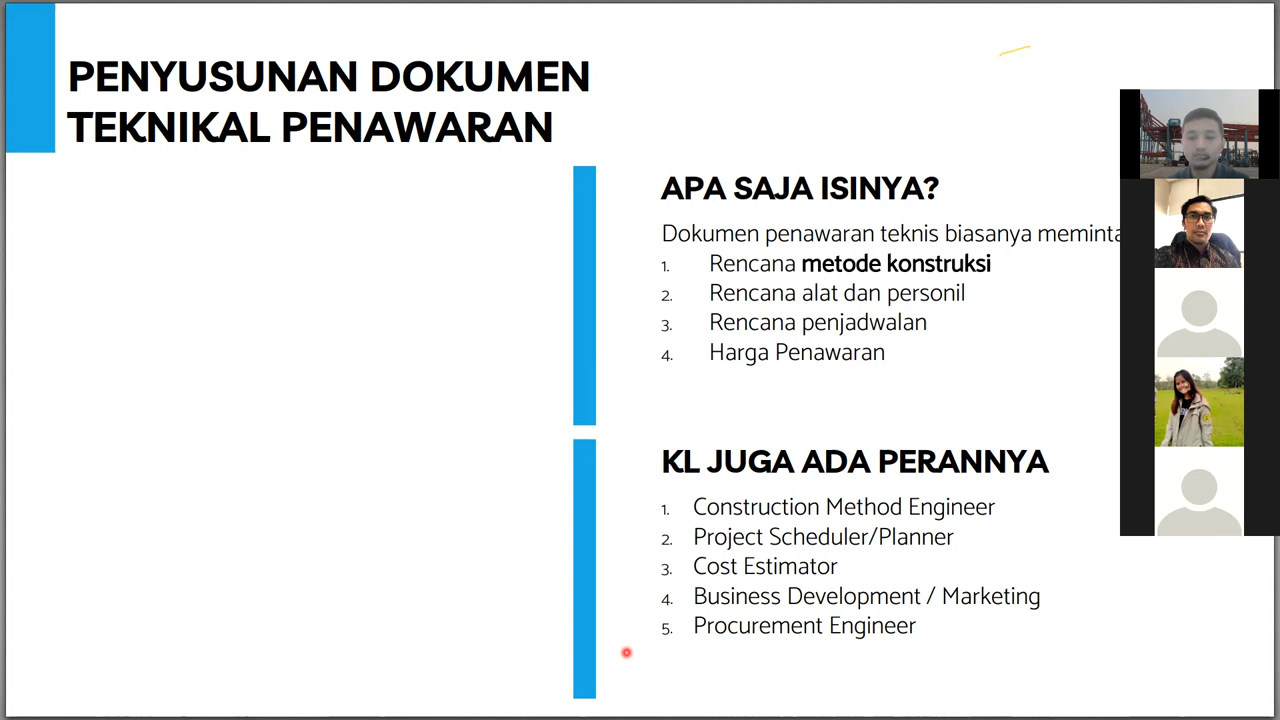 PENYUSUNAN DOKUMEN
TEKNIKAL PENAWARAN
APA SAJA ISINYA?
Dokumen penawaran teknis biasanya meminta
1. Rencana metode konstruksi
2. Rencana alat dan personil
3. Rencana penjadwalan
4. Harga Penawaran
KL JUGA ADA PERANNYA
1. Construction Method Engineer
2. Project Scheduler/Planner
3. Cost Estimator
4. Business Development / Marketing
5. Procurement Engineer